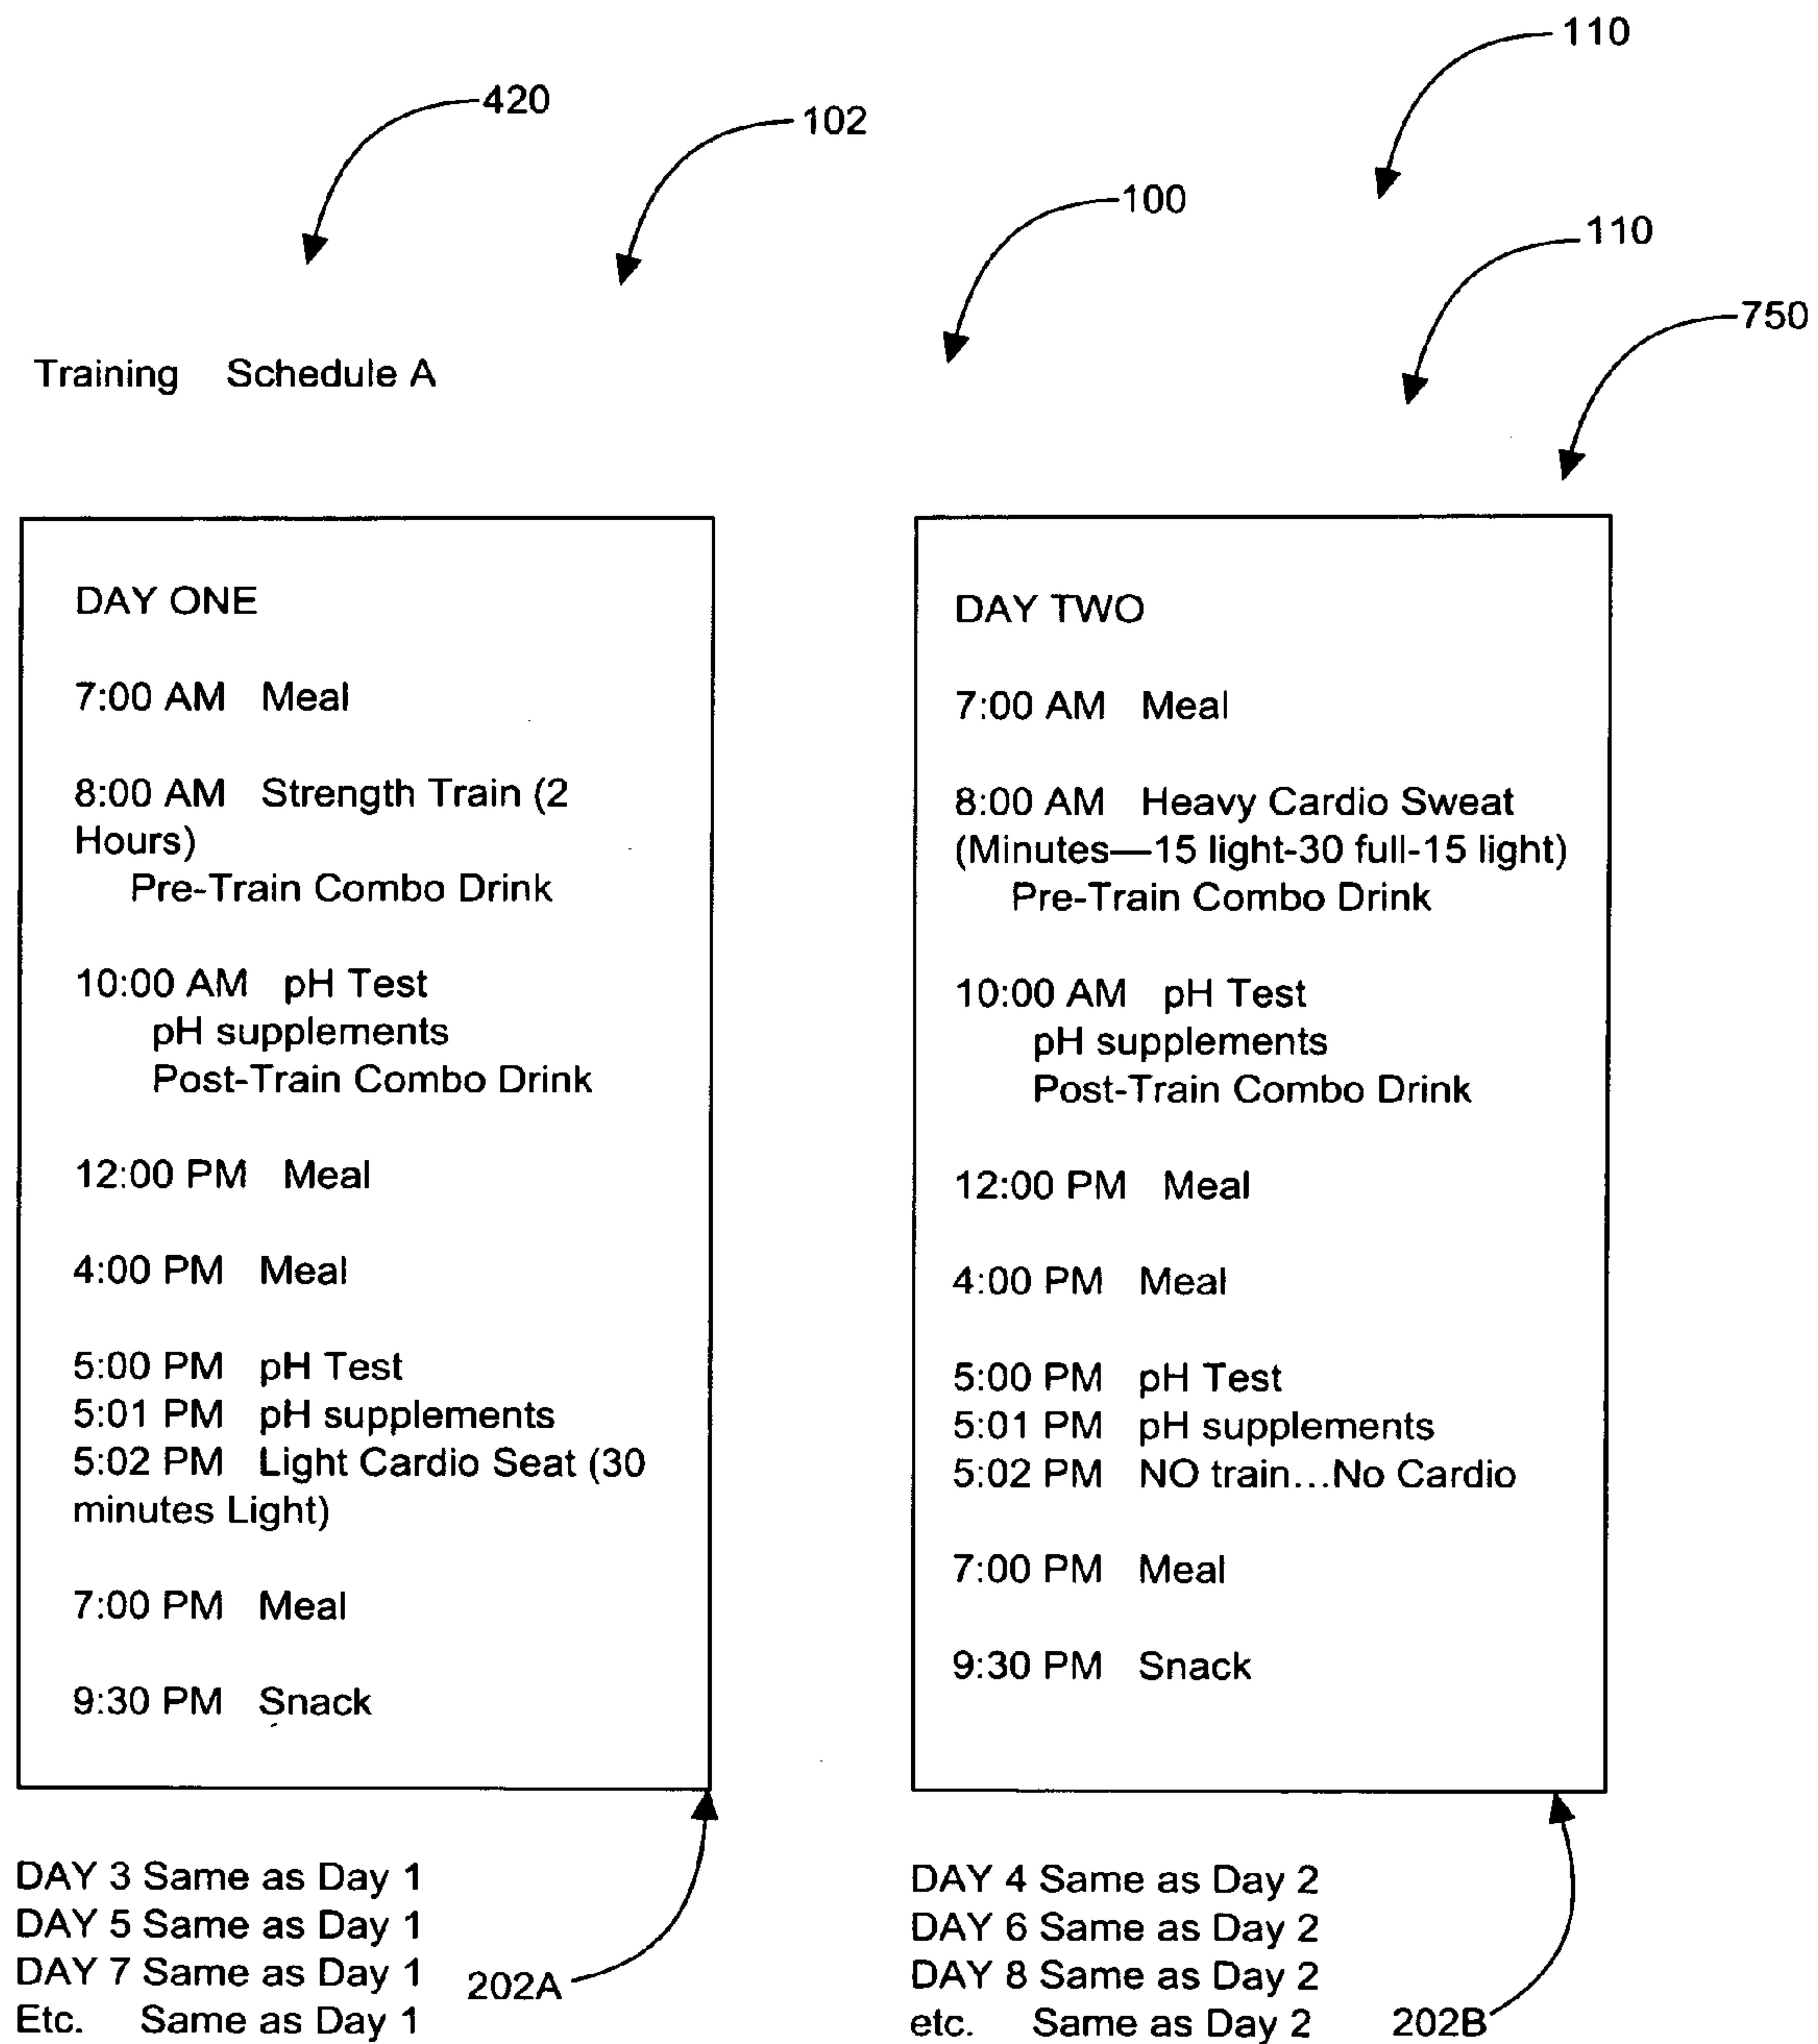 110
420
102
100
110
750
Training Schedule A
DAY ONE
7:00 AM Meal
8:00 AM Strength Train (2
Hours)
Pre-Train Combo Drink
10:00 AM pH Test
pH supplements
Post-Train Combo Drink
12:00 PM Meal
4:00 PM Meal
5:00 PM pH Test
5:01 PM pH supplements
5:02 PM Light Cardio Seat (30
minutes Light)
7:00 PM Meal
9:30 PM Snack
DAY TWO
7:00 AM Meal
8:00 AM Heavy Cardio Sweat
(Minutes—15 light-30 full-15 light)
Pre-Train Combo Drink
10:00 AM pH Test
pH supplements
Post-Train Combo Drink
12:00 PM Meal
4:00 PM Meal
5:00 PM pH Test
5:01 PM pH supplements
5:02 PM NO train...No Cardio
7:00 PM Meal
9:30 PM Snack
DAY 3 Same as Day 1
DAY 5 Same as Day 1
DAY 7 Same as Day 1
Etc. Same as Day 1
202A
DAY 4 Same as Day 2
DAY 6 Same as Day 2
DAY 8 Same as Day 2
etc. Same as Day 2
202B